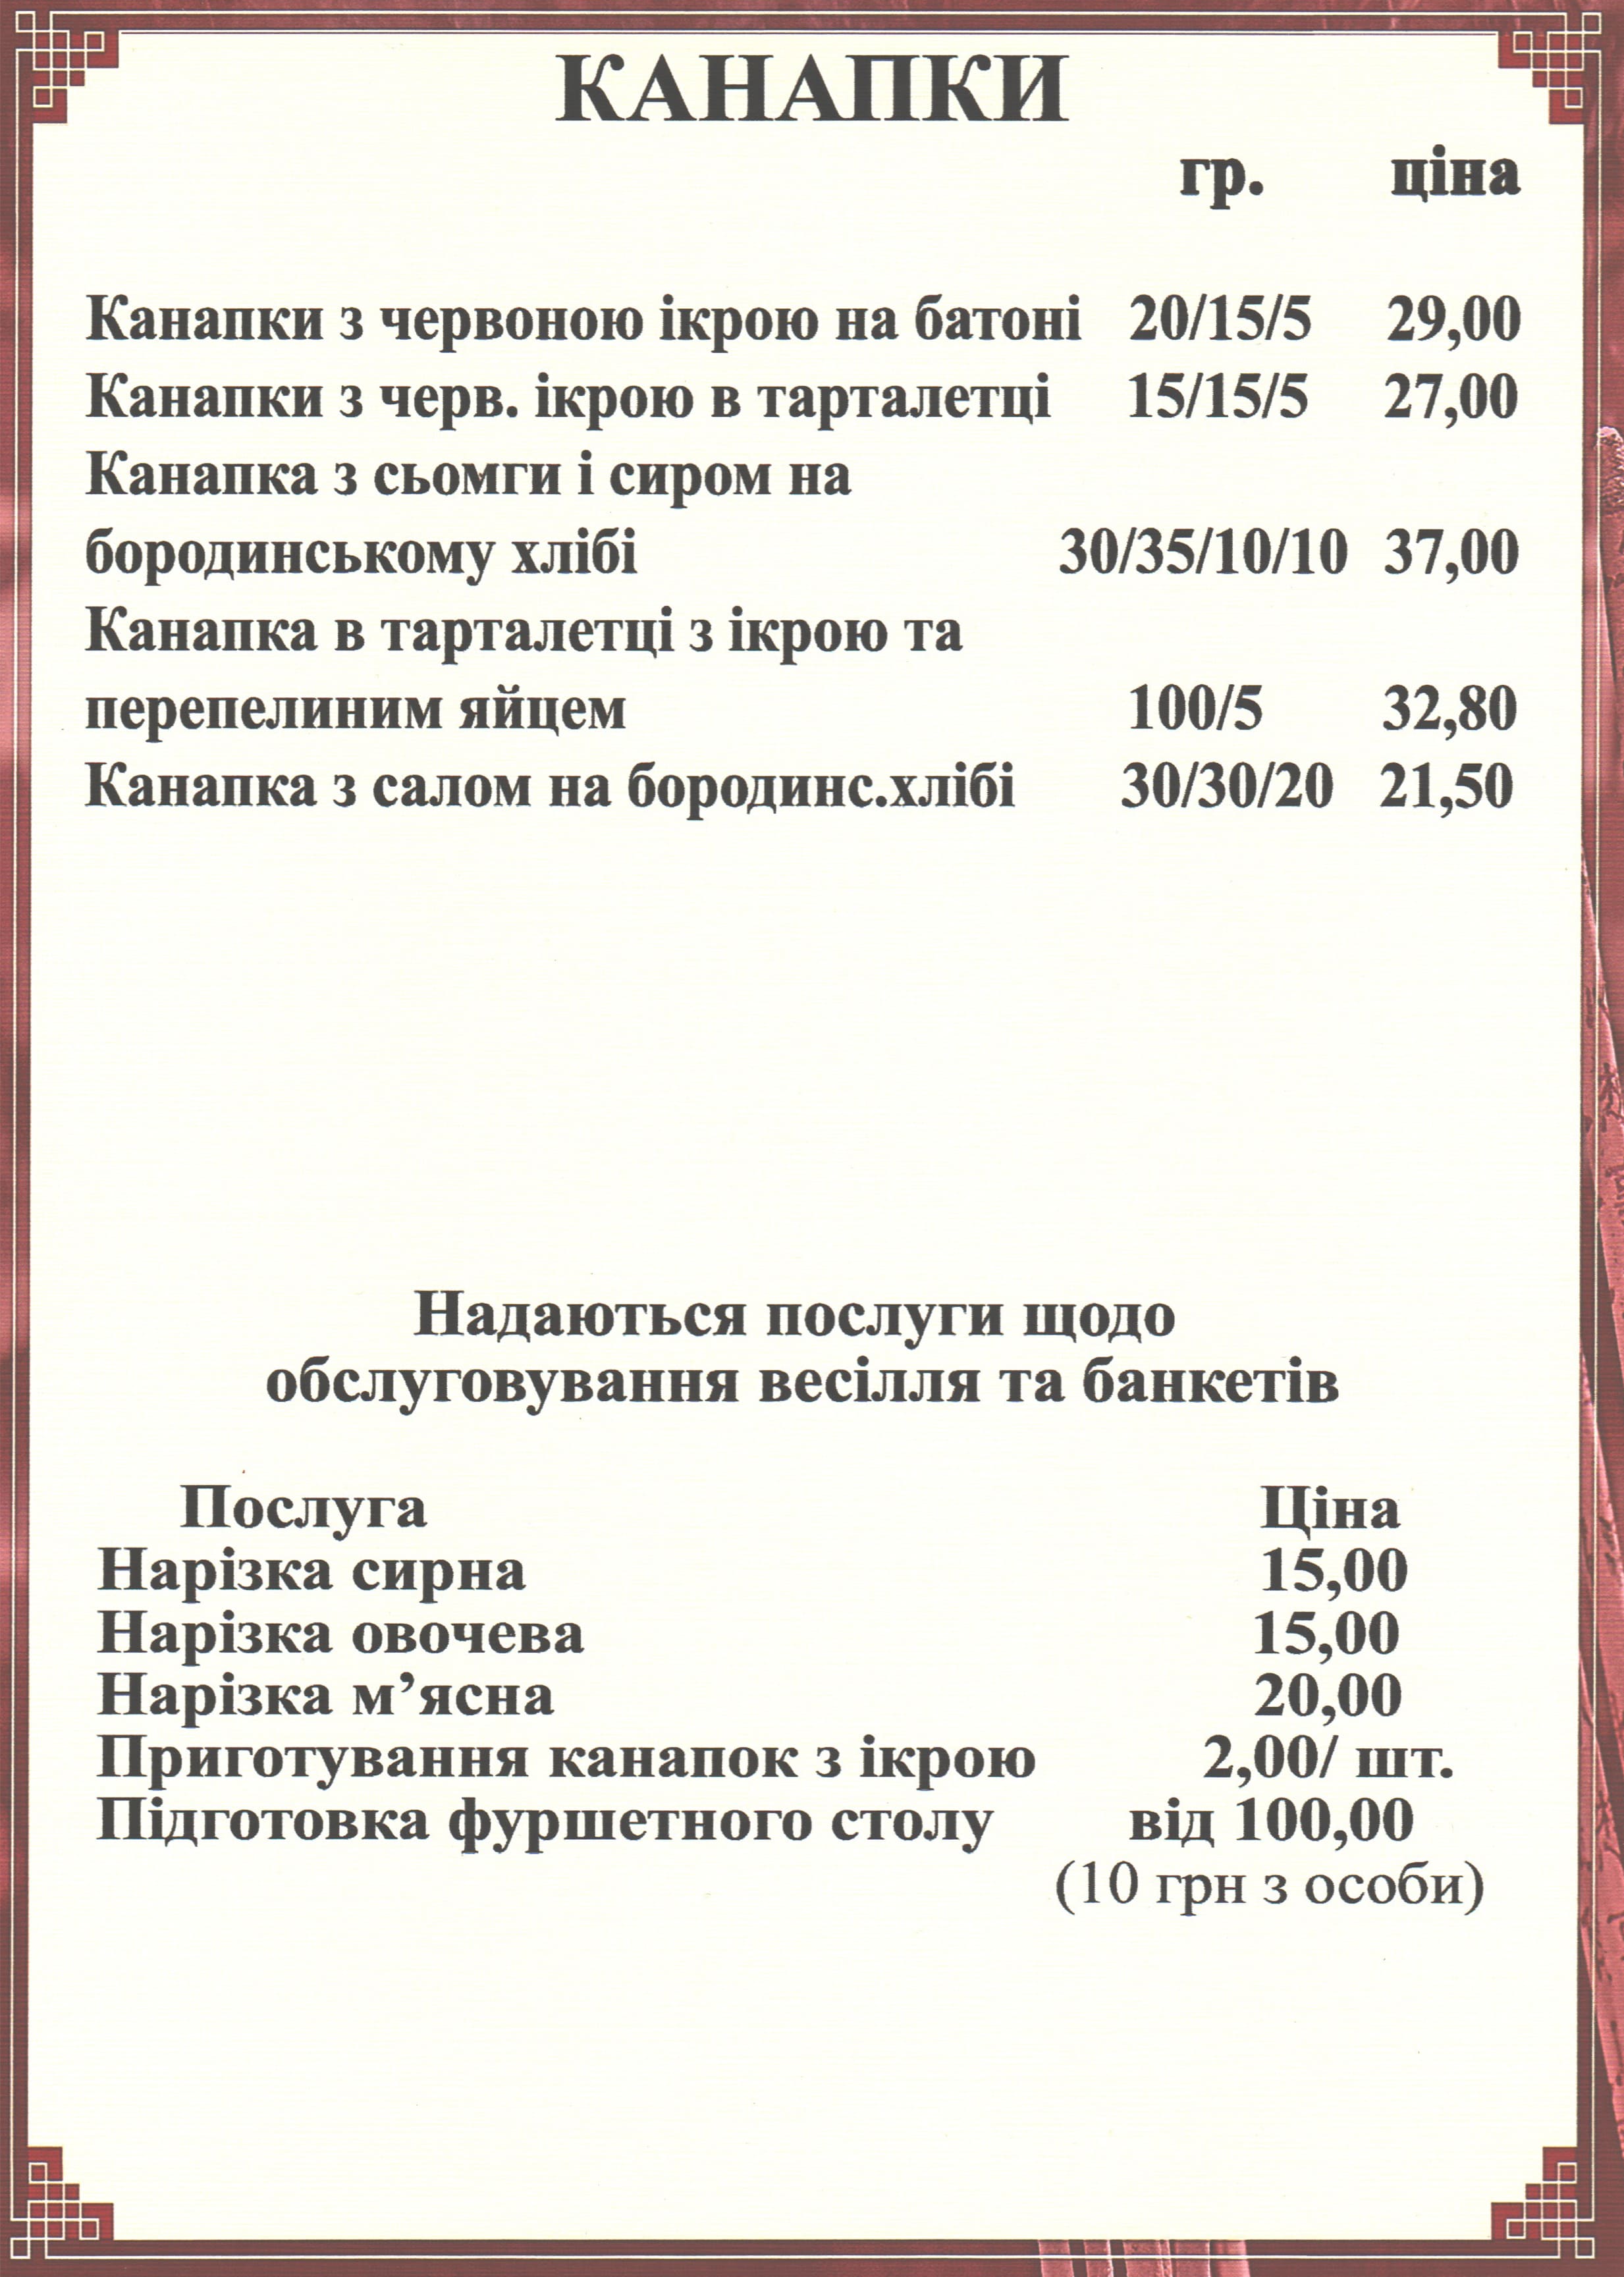 КАНАПКИ
гр. ціна
Канапки з червоною ікрою на батоні 20/15/5 29,00
Канапки з черв. ікрою в тарталетці 15/15/5 27,00
Канапка з сьомги і сиром на
бородинському хлібі 30/35/10/10 37,00
Канапка в тарталетці з ікрою та
перепелиним яйцем 100/5 32,80
Канапка з салом на бородинс.хлібі 30/30/20 21,50
Надаються послуги щодо
обслуговування весілля та банкетів
Послуга Ціна
Нарізка сирна 15,00
Нарізка овочева 15,00
Нарізка м’ясна 20,00
Приготування канапок з ікрою 2,00/ шт.
Підготовка фуршетного столу від 100,00
(10 грн з особи)